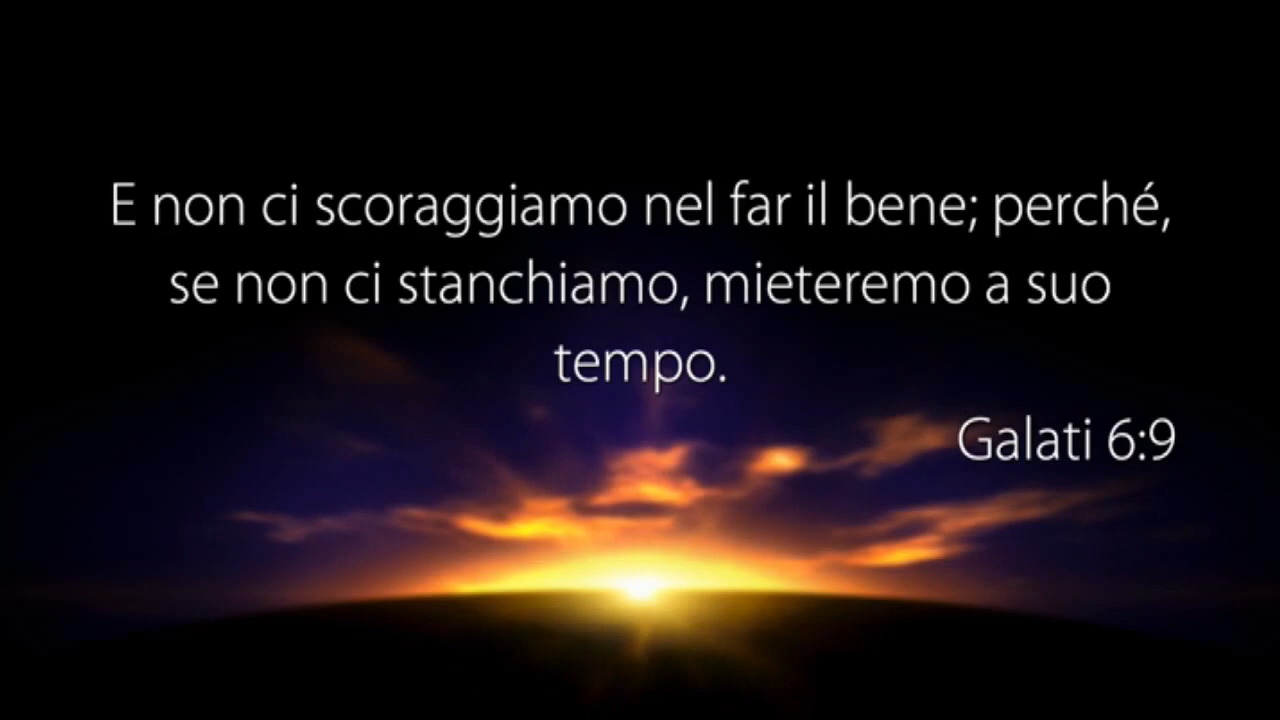 E non ci scoraggiamo nel far il bene; perché,
se non ci stanchiamo, mieteremo a suo
tempo.
Galati 6:9